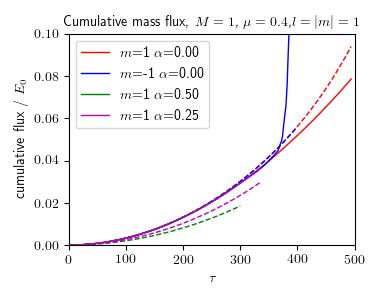 Cumulative mass flux, M = 1, μ = 0.4,l = |m| = 1
0.10
0.08
0.06
0.04
0.02
0.00
cumulative flux / E₀
m=1 α=0.00
m=-1 α=0.00
m=1 α=0.50
m=1 α=0.25
0 100 200 300 400 500
τ